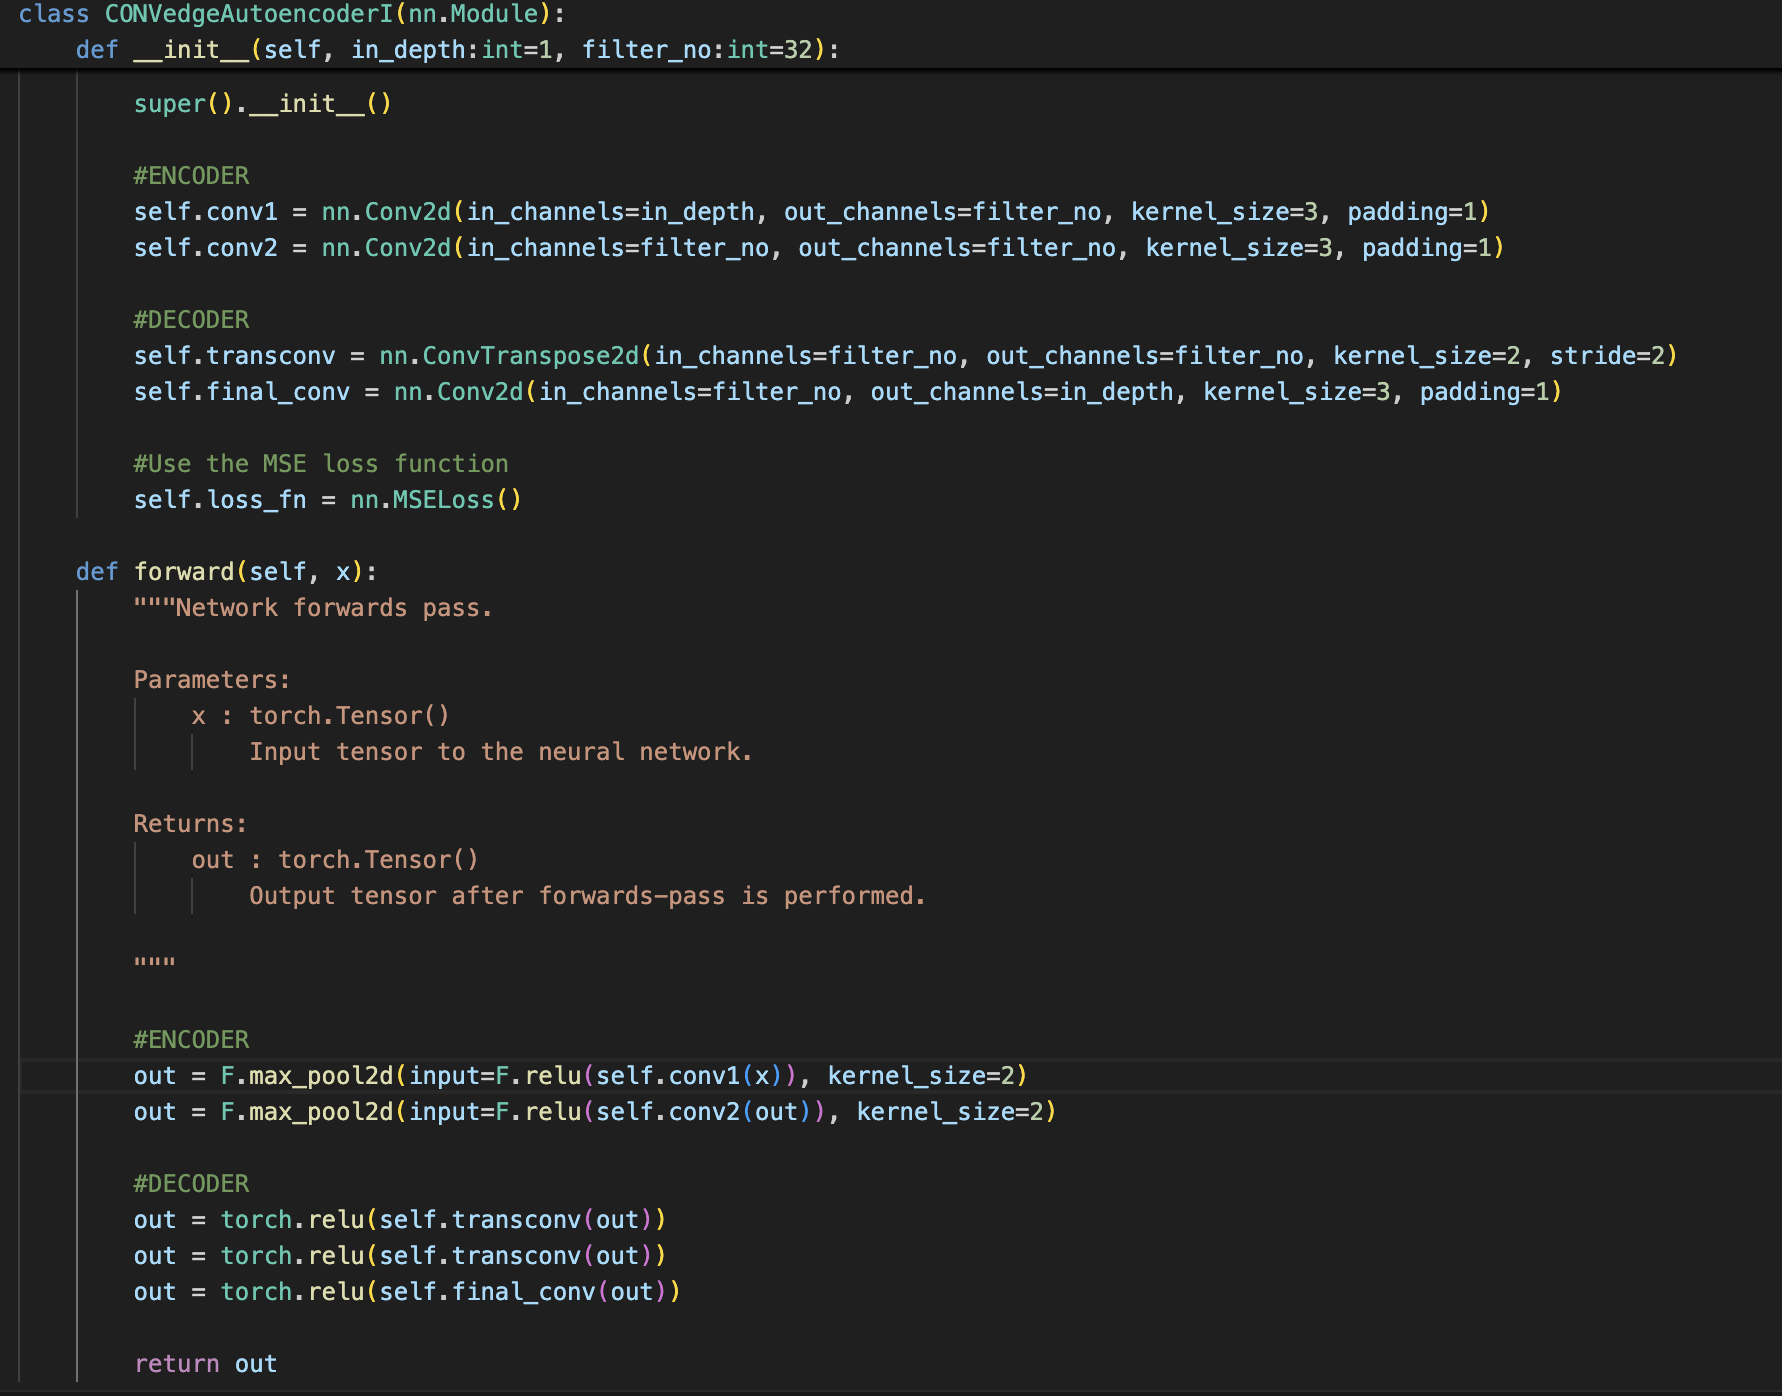 class CONVedgeAutoencoderI(nn.Module):
    def __init__(self, in_depth:int=1, filter_no:int=32):
        super().__init__()
        #ENCODER
        self.conv1 = nn.Conv2d(in_channels=in_depth, out_channels=filter_no, kernel_size=3, padding=1)
        self.conv2 = nn.Conv2d(in_channels=filter_no, out_channels=filter_no, kernel_size=3, padding=1)
        #DECODER
        self.transconv = nn.ConvTranspose2d(in_channels=filter_no, out_channels=filter_no, kernel_size=2, stride=2)
        self.final_conv = nn.Conv2d(in_channels=filter_no, out_channels=in_depth, kernel_size=3, padding=1)
        #Use the MSE loss function
        self.loss_fn = nn.MSELoss()
    def forward(self, x):
        """Network forwards pass.
        Parameters:
            x : torch.Tensor()
                Input tensor to the neural network.
        Returns:
            out : torch.Tensor()
                Output tensor after forwards-pass is performed.
        """
        #ENCODER
        out = F.max_pool2d(input=F.relu(self.conv1(x)), kernel_size=2)
        out = F.max_pool2d(input=F.relu(self.conv2(out)), kernel_size=2)
        #DECODER
        out = torch.relu(self.transconv(out))
        out = torch.relu(self.transconv(out))
        out = torch.relu(self.final_conv(out))
        return out